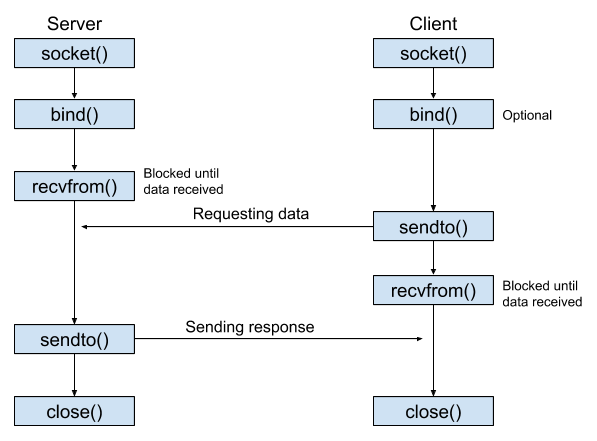 Server
Client
socket()
socket()
bind()
bind()
Optional
recvfrom()
Blocked until
data received
Requesting data
sendto()
recvfrom()
Blocked until
data received
sendto()
Sending response
close()
close()